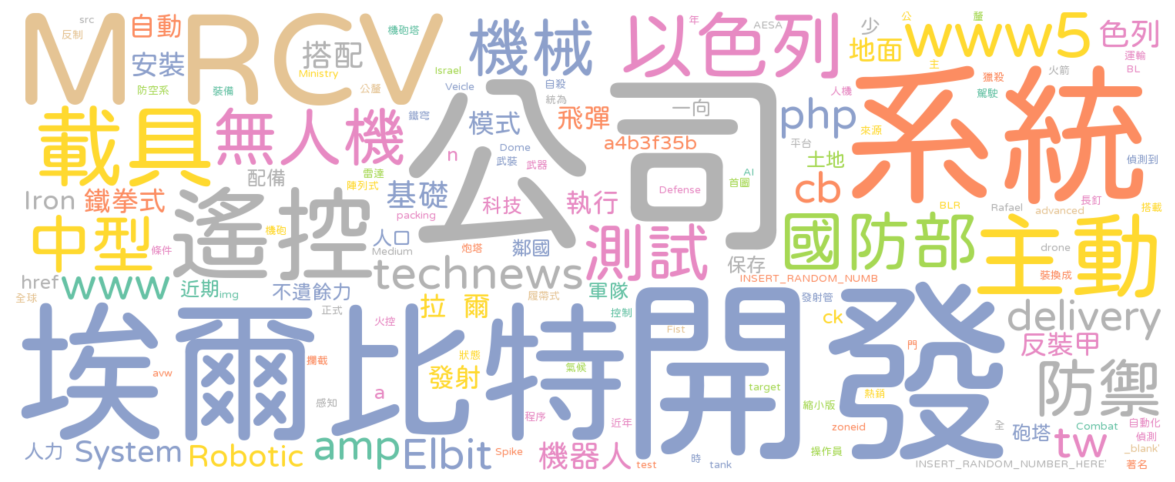 src
反制
自動
機砲塔
AESA
年
少
公
釐
MRCV
搭配
機械
以色列
地面
www5
色列
安裝
Ministry
Israel
主
運輸
BL
防空系
裝備
公釐
Veicle
自殺
統為
人機
獵殺
駕駛
火箭
載具
無人機
鐵穹
模式
飛彈
一向
php
系統
來源
n
Dome
武裝
武器
公司
a4b3f35b
平台
土地
偵測到
雷達
配備
陣列式
基礎
Defense
AI
首圖
cb
長釘
Iron
鐵拳式
packing
科技
執行
BLR
Rafael
advanced
搭載
中型
遙控
機砲
人口
Medium
炮塔
鄰國
測試
國防部
主動
條件
drone
href
www
technews
保存
裝換成
全球
近期
img
不遺餘力
履帶式
軍隊
INSERT_RANDOM_NUMB
發射管
正式
火控
拉 爾
控制
Fist
ck
delivery
埃爾比特
開發
門
反裝甲
攔截
狀態
氣候
avw
感知
a
發射
target
熱銷
防禦
縮小版
程序
近年
zoneid
全
Combat
自動化
人力
System
Robotic
amp
Elbit
Spike
機器人
test
時
tank
操作員
砲塔
tw
偵測
_blank'
INSERT_RANDOM_NUMBER_HERE'
著名